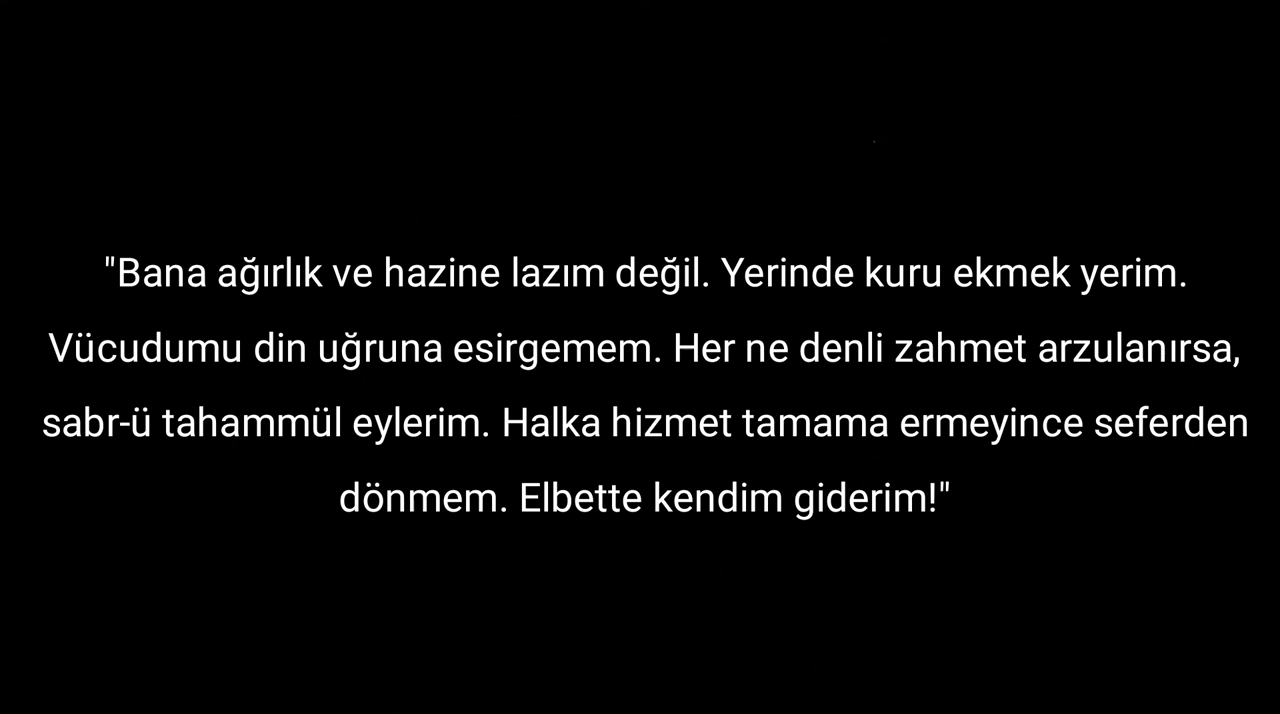 "Bana ağırlık ve hazine lazım değil. Yerinde kuru ekmek yerim.
Vücudumu din uğruna esirgemem. Her ne denli zahmet arzulanırsa,
sabr-ü tahammül eylerim. Halka hizmet tamama ermeyince seferden
dönmem. Elbette kendim giderim!"